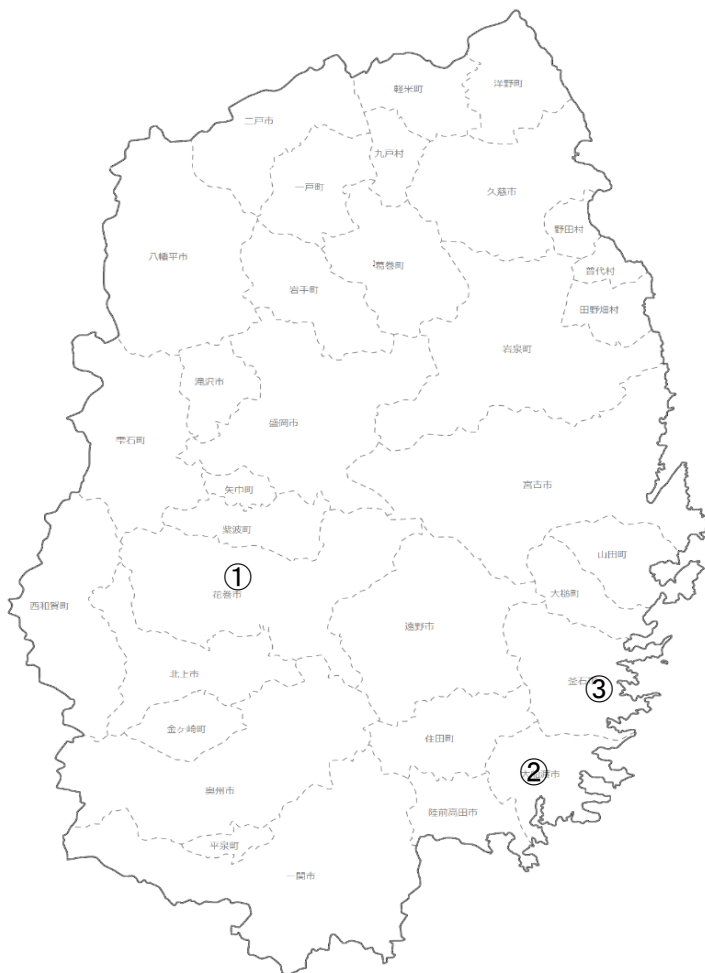 軽米町
洋野町
二戸市
九戸村
一戸町
久慈市
野田村
八幡平市
葛巻町
普代村
岩手町
田野畑村
岩泉町
滝沢市
盛岡市
雫石町
矢巾町
宮古市
紫波町
山田町
①
花巻市
大槌町
西和賀町
遠野市
北上市
釜石
③
金ケ崎町
住田町
②
奥州市
陸前高田市
平泉町
一関市